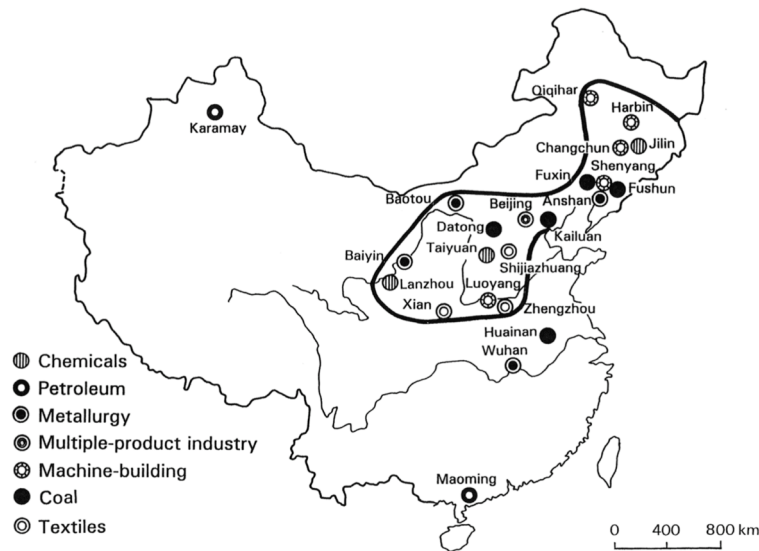 Qiqihar
Harbin
Karamay
Changchun
Jilin
Shenyang
Fuxin
Fushun
Baotou
Beijing
Anshan
Datong
Kailuan
Taiyuan
Baiyin
Shijiazhuang
Lanzhou
Luoyang
Xian
Zhengzhou
Huainan
Wuhan
Chemicals
Petroleum
Metallurgy
Multiple-product industry
Machine-building
Coal
Textiles
Maoming
0 400 800 km